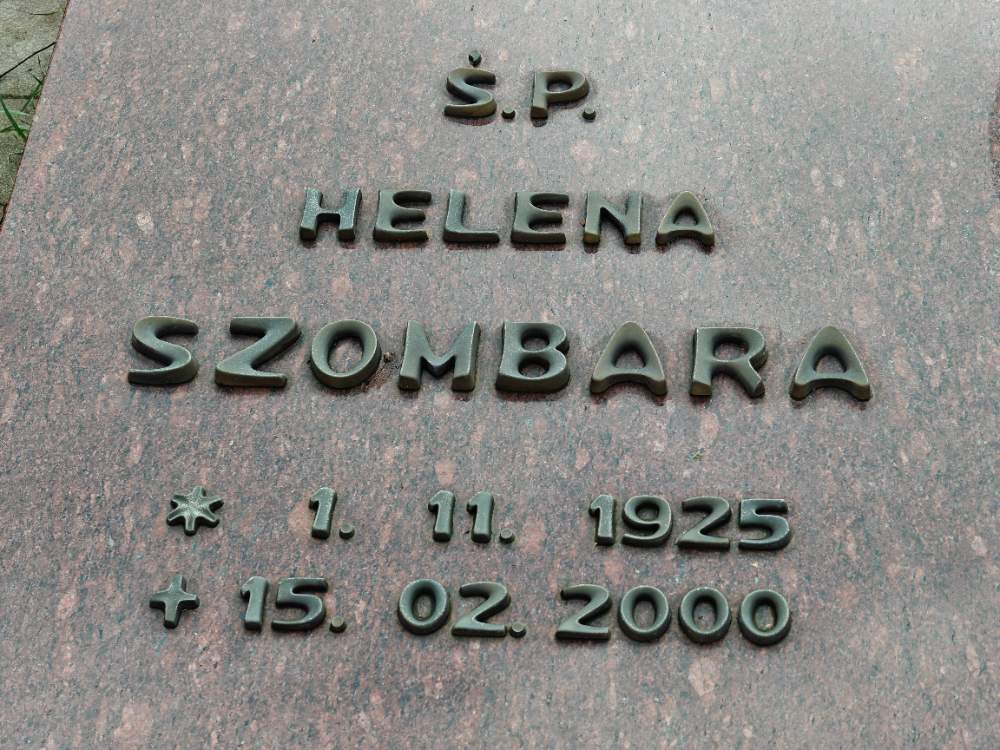 Ś.P.
HELENA
SZOMBARA
* 1. 11. 1925
+ 15. 02. 2000